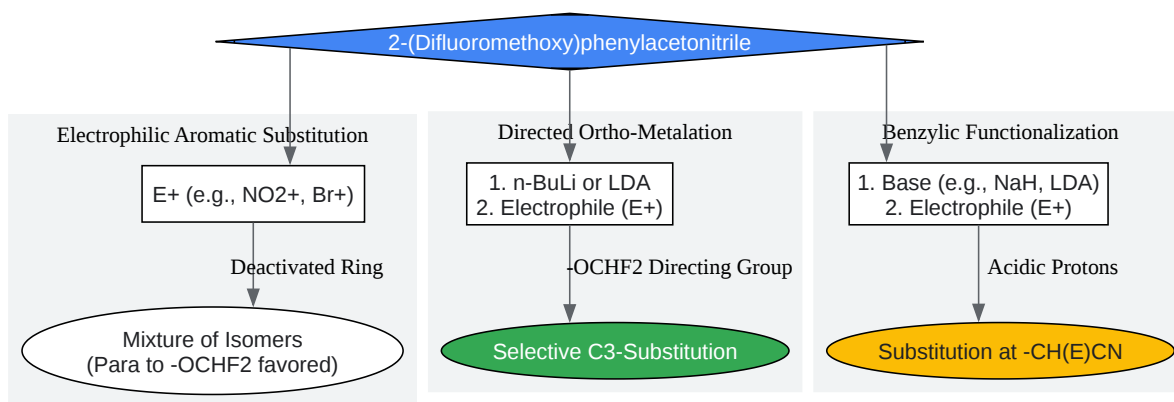 2-(Difluoromethoxy)phenylacetonitrile
Electrophilic Aromatic Substitution
E+ (e.g., NO2+, Br+)
Deactivated Ring
Mixture of Isomers
(Para to -OCHF2 favored)
Directed Ortho-Metalation
1. n-BuLi or LDA
2. Electrophile (E+)
-OCHF2 Directing Group
Selective C3-Substitution
Benzylic Functionalization
1. Base (e.g., NaH, LDA)
2. Electrophile (E+)
Acidic Protons
Substitution at -CH(E)CN